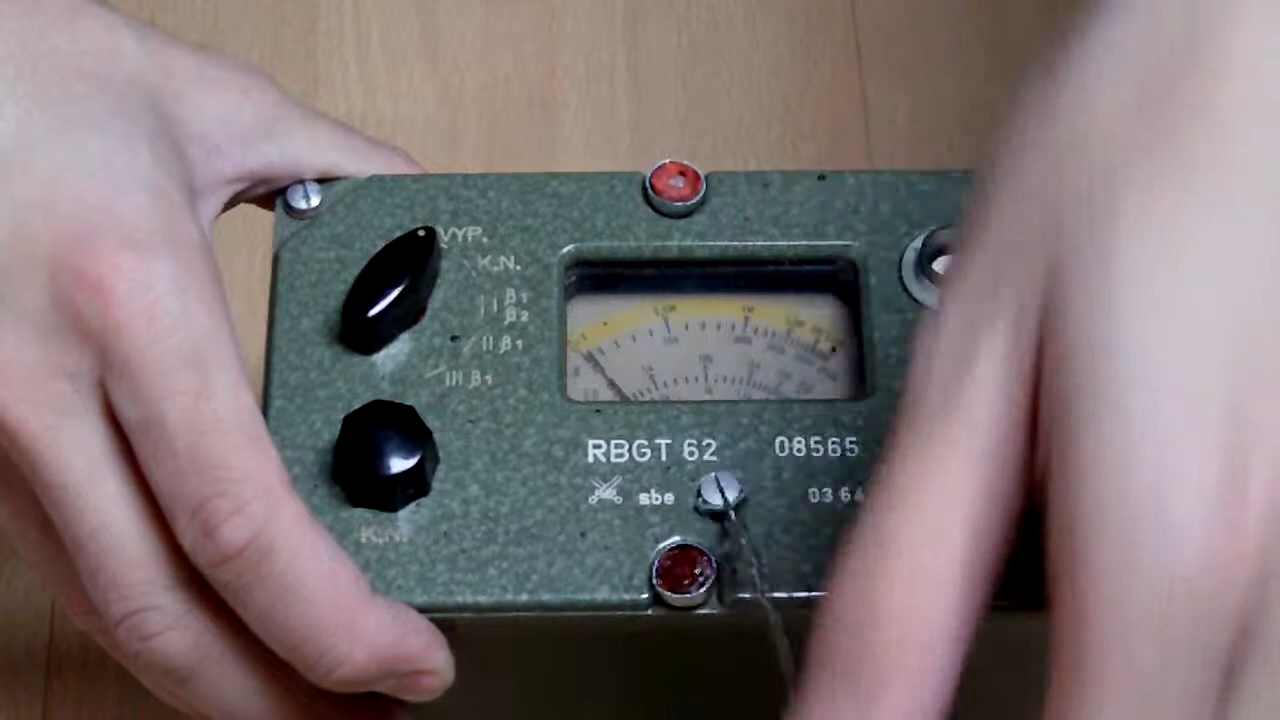 VYP.
K.N.
I β1
β2
II β1
III β1
RBGT 62
08565
sbe
03 64
K.N.